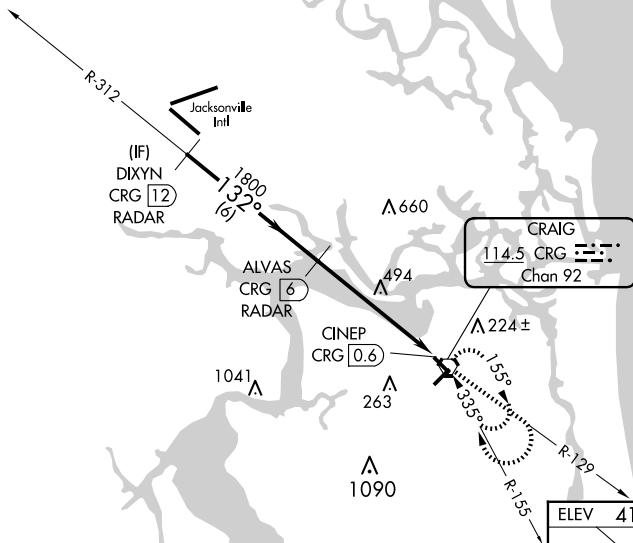 R-312
Jacksonville
Intl
(IF)
DIXYN
CRG 12
RADAR
1800
132°
(6)
660
CRAIG
114.5 CRG
Chan 92
ALVAS
CRG 6
RADAR
494
CINEP
CRG 0.6
224±
1041
263
155°
335°
1090
R-129
R-155
ELEV 41